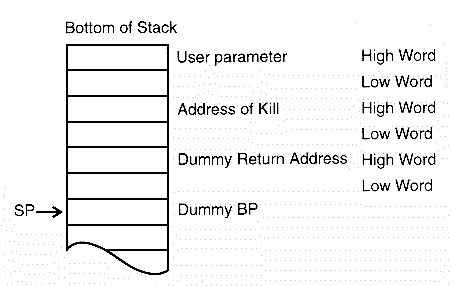 Bottom of Stack
User parameter High Word
Low Word
Address of Kill High Word
Low Word
Dummy Return Address High Word
Low Word
SP Dummy BP